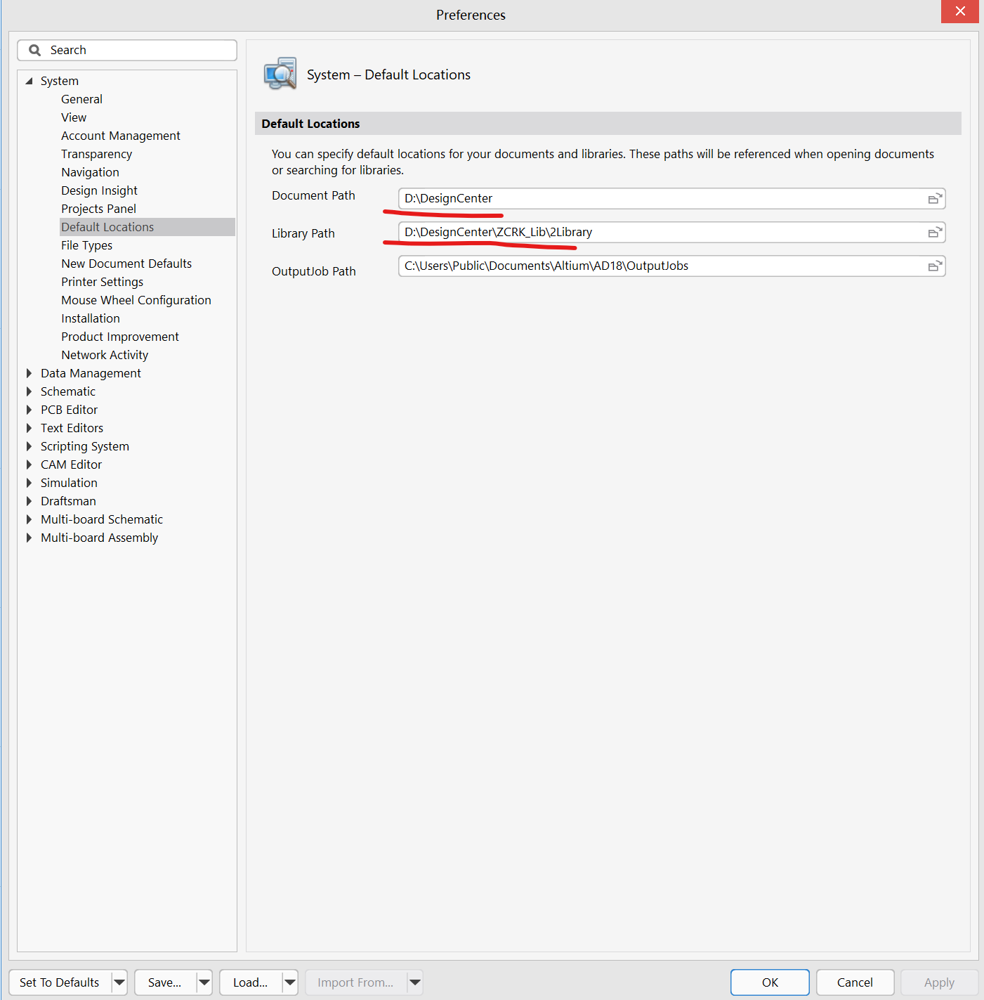 Preferences
Search
System
General
View
Account Management
Transparency
Navigation
Design Insight
Projects Panel
Default Locations
File Types
New Document Defaults
Printer Settings
Mouse Wheel Configuration
Installation
Product Improvement
Network Activity
Data Management
Schematic
PCB Editor
Text Editors
Scripting System
CAM Editor
Simulation
Draftsman
Multi-board Schematic
Multi-board Assembly
System – Default Locations
Default Locations
You can specify default locations for your documents and libraries. These paths will be referenced when opening documents
or searching for libraries.
Document Path D:\DesignCenter
Library Path D:\DesignCenter\ZCRK_Lib\2Library
OutputJob Path C:\Users\Public\Documents\Altium\AD18\OutputJobs
Set To Defaults Save... Load... Import From... OK Cancel Apply